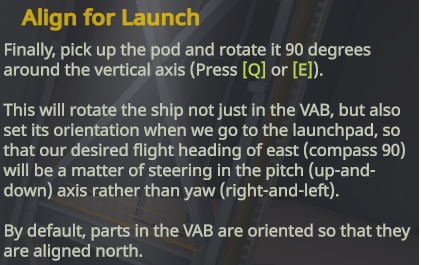 Align for Launch
Finally, pick up the pod and rotate it 90 degrees
around the vertical axis (Press [Q] or [E]).
This will rotate the ship not just in the VAB, but also
set its orientation when we go to the launchpad, so
that our desired flight heading of east (compass 90)
will be a matter of steering in the pitch (up-and-
down) axis rather than yaw (right-and-left).
By default, parts in the VAB are oriented so that they
are aligned north.